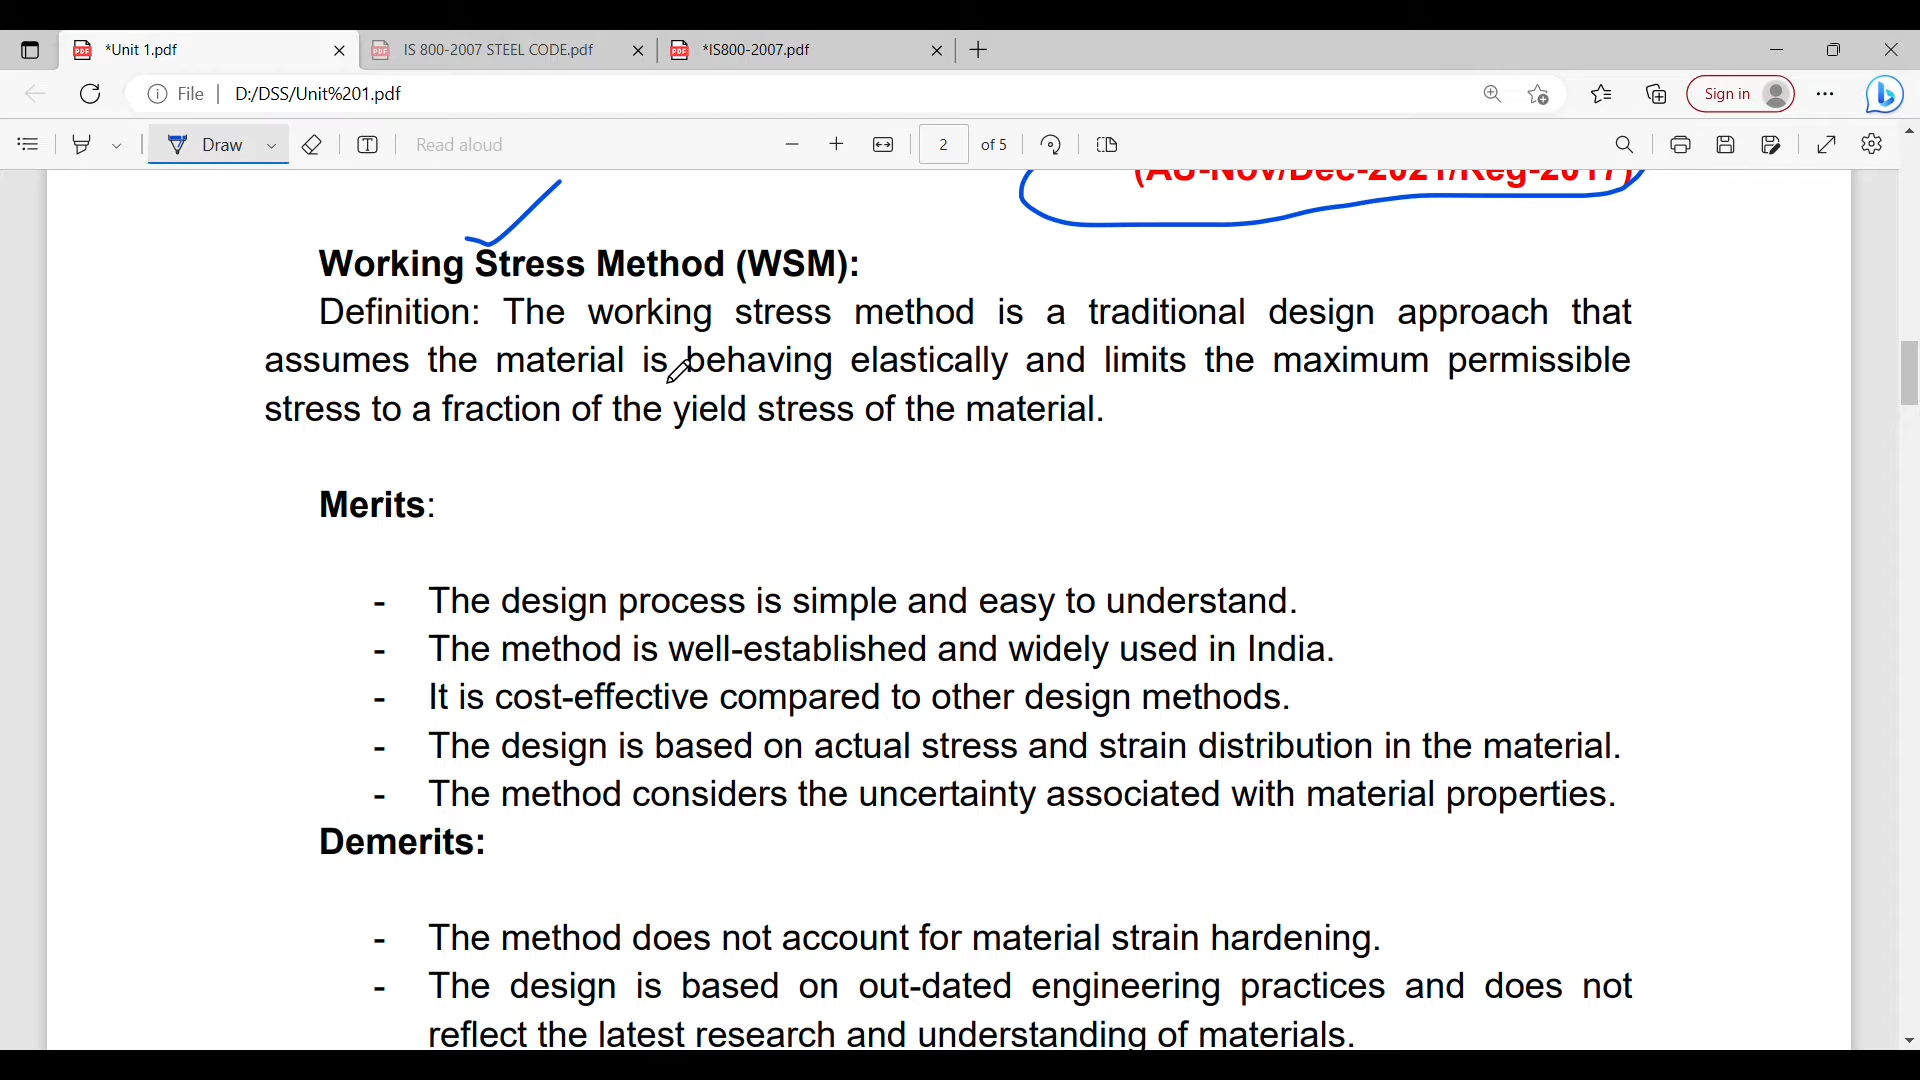 *Unit 1.pdf
IS 800-2007 STEEL CODE.pdf
*IS800-2007.pdf
File
D:/DSS/Unit%201.pdf
Sign in
Draw
Read aloud
2
of 5
(AU-Nov/Dec-2021/Reg-2017)
Working Stress Method (WSM):
Definition: The working stress method is a traditional design approach that
assumes the material is behaving elastically and limits the maximum permissible
stress to a fraction of the yield stress of the material.
Merits:
- The design process is simple and easy to understand.
- The method is well-established and widely used in India.
- It is cost-effective compared to other design methods.
- The design is based on actual stress and strain distribution in the material.
- The method considers the uncertainty associated with material properties.
Demerits:
- The method does not account for material strain hardening.
- The design is based on out-dated engineering practices and does not
reflect the latest research and understanding of materials.